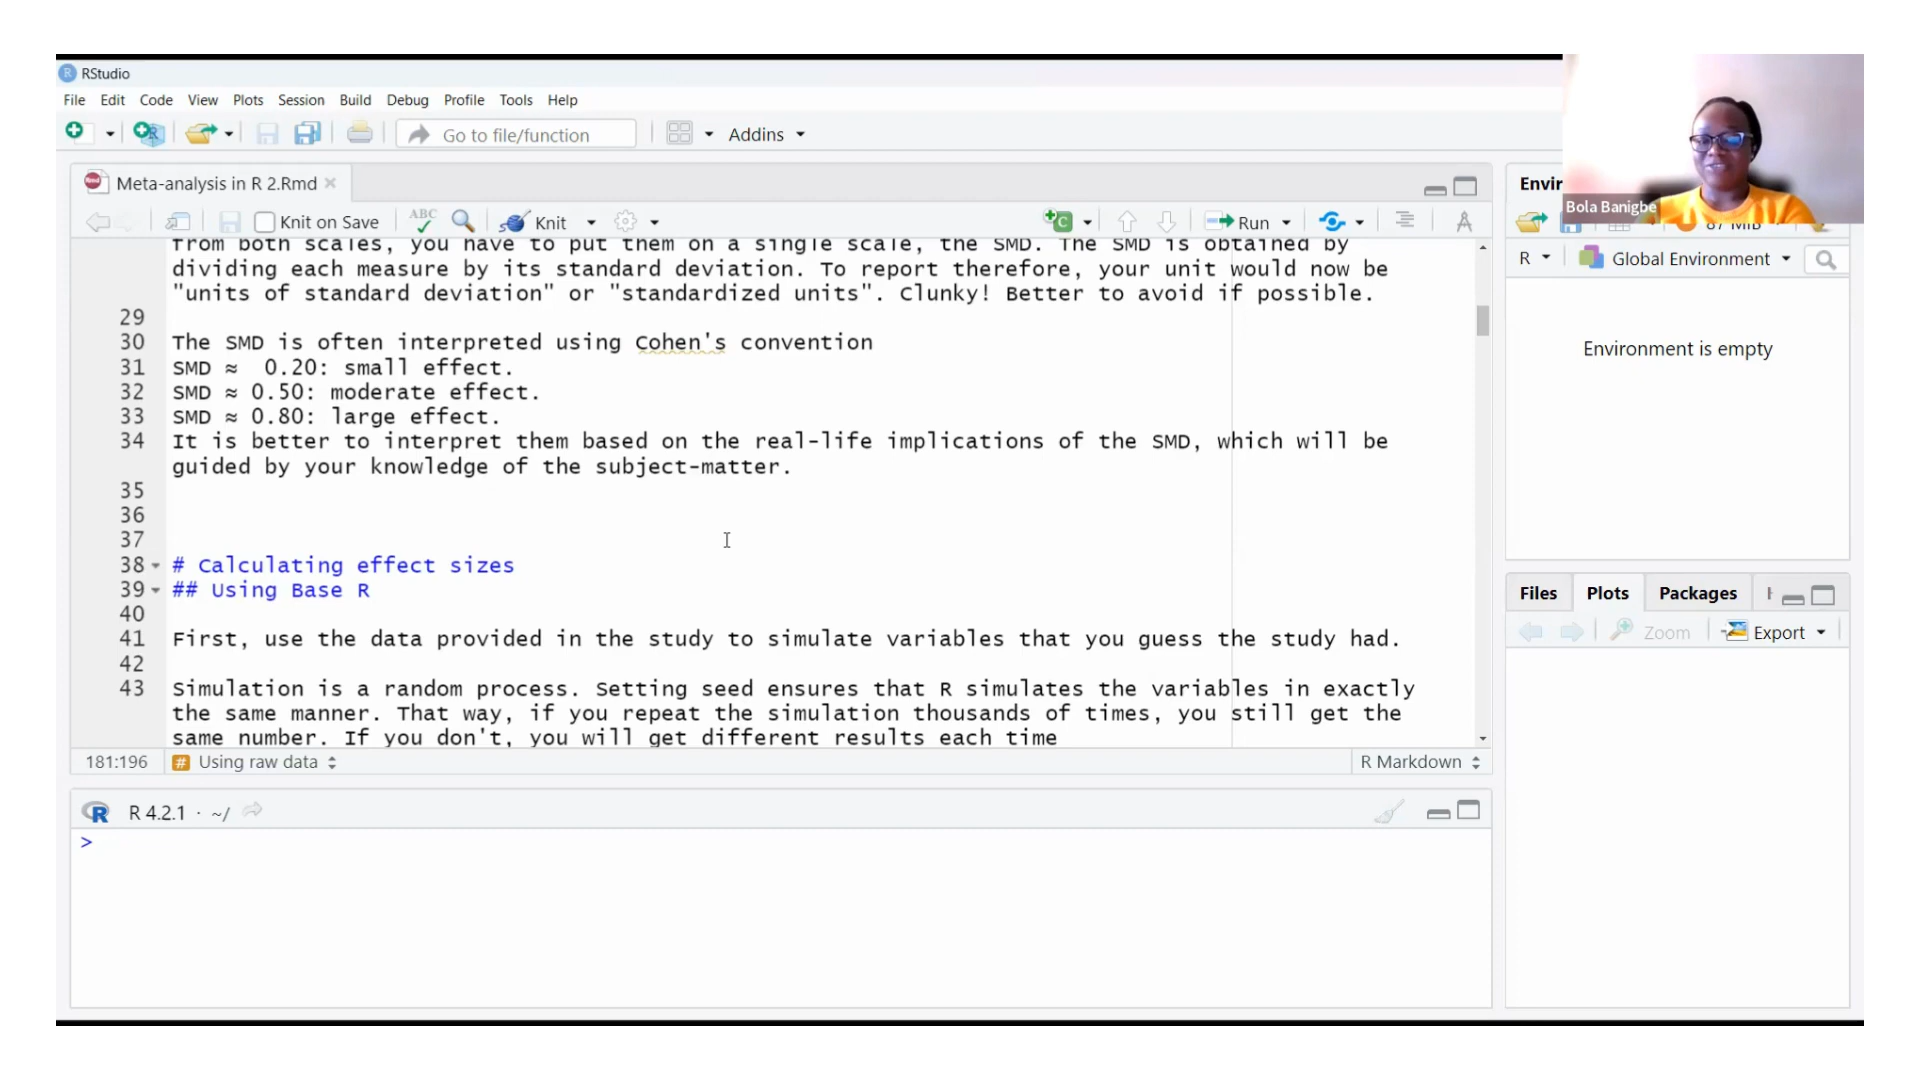 RStudio
File Edit Code View Plots Session Build Debug Profile Tools Help
Go to file/function Addins
Meta-analysis in R 2.Rmd
Knit on Save ABC Knit Run
from both scales, you have to put them on a single scale, the SMD. The SMD is obtained by
dividing each measure by its standard deviation. To report therefore, your unit would now be
"units of standard deviation" or "standardized units". Clunky! Better to avoid if possible.
29
30 The SMD is often interpreted using Cohen's convention
31 SMD ≈  0.20: small effect.
32 SMD ≈ 0.50: moderate effect.
33 SMD ≈ 0.80: large effect.
34 It is better to interpret them based on the real-life implications of the SMD, which will be
guided by your knowledge of the subject-matter.
35
36
37
38 # Calculating effect sizes
39 ## Using Base R
40
41 First, use the data provided in the study to simulate variables that you guess the study had.
42
43 Simulation is a random process. Setting seed ensures that R simulates the variables in exactly
the same manner. That way, if you repeat the simulation thousands of times, you still get the
same number. If you don't, you will get different results each time
181:196 # Using raw data R Markdown
R R 4.2.1 · ~/
>
Bola Banigbe
Envir
R Global Environment
Environment is empty
Files Plots Packages
Zoom Export